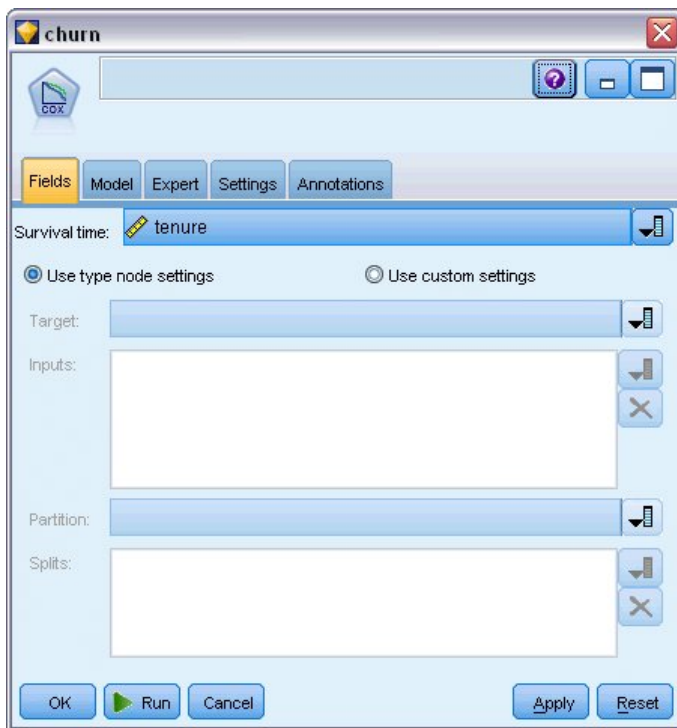 churn
COX
?
Fields Model Expert Settings Annotations
Survival time: tenure
Use type node settings Use custom settings
Target:
Inputs:
Partition:
Splits:
OK Run Cancel Apply Reset